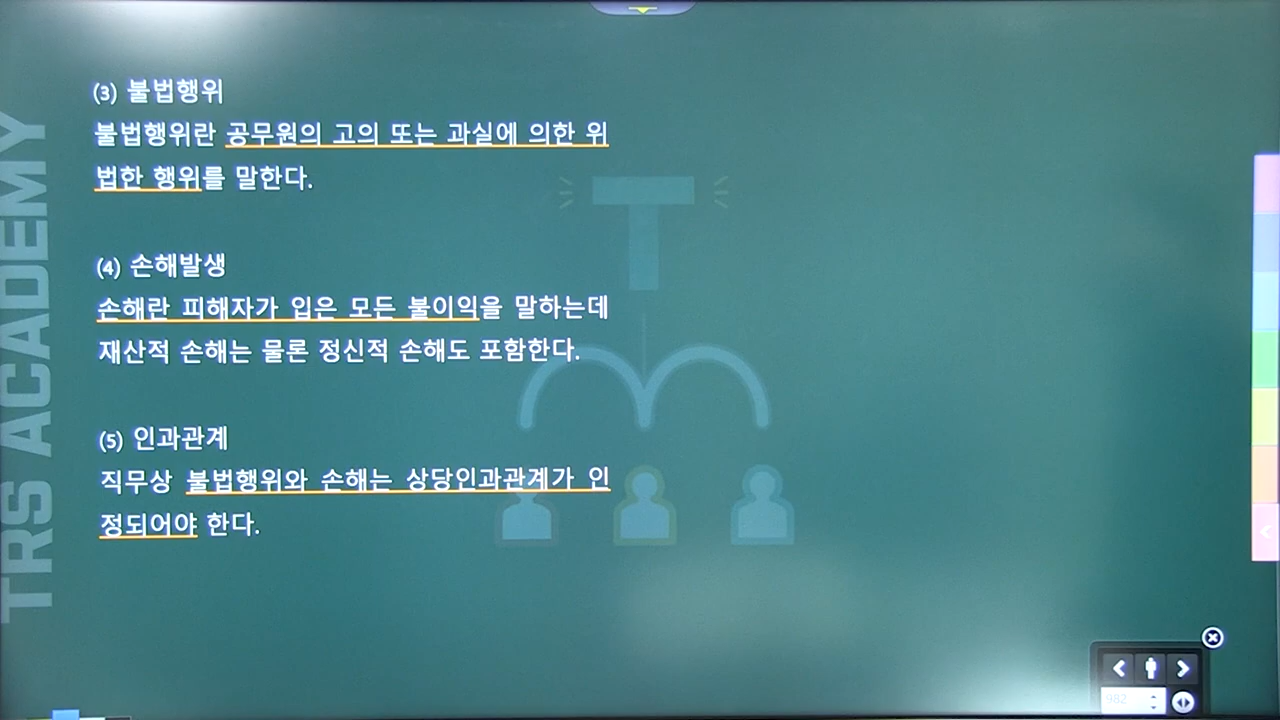 (3) 불법행위
불법행위란 공무원의 고의 또는 과실에 의한 위
법한 행위를 말한다.
(4) 손해발생
손해란 피해자가 입은 모든 불이익을 말하는데
재산적 손해는 물론 정신적 손해도 포함한다.
(5) 인과관계
직무상 불법행위와 손해는 상당인과관계가 인
정되어야 한다.
TRS ACADEMY
982